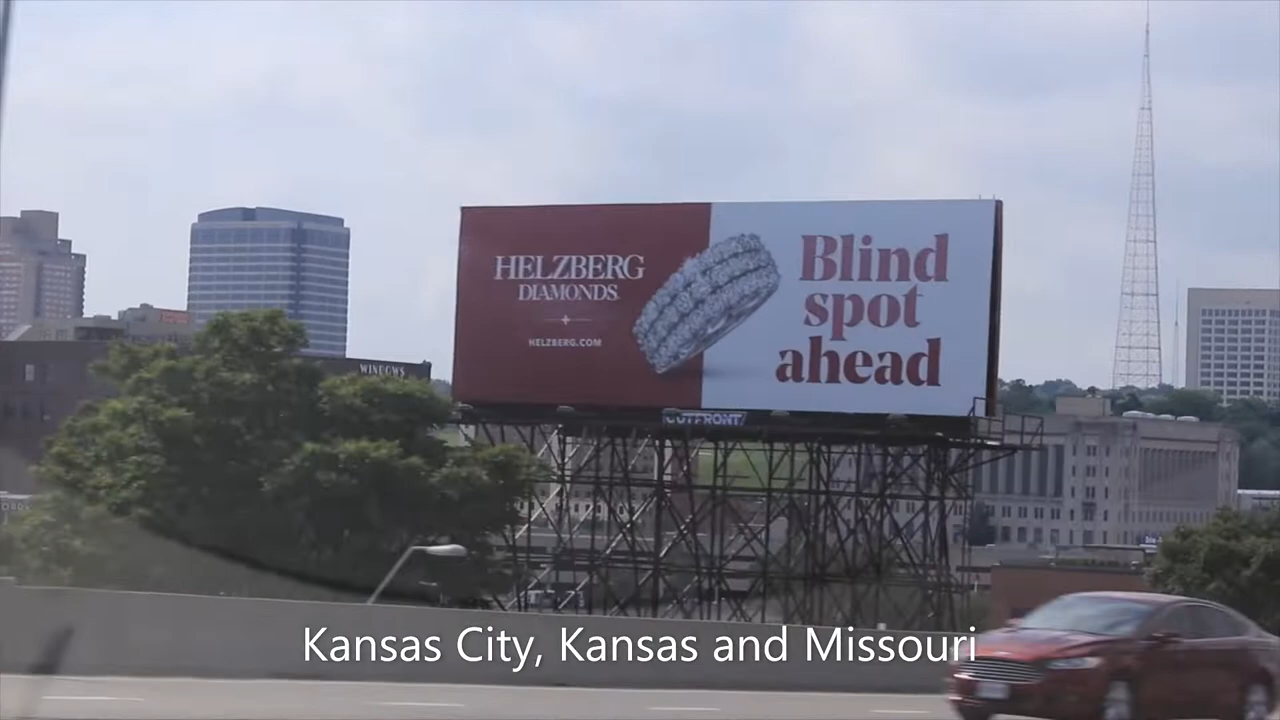 HELZBERG
DIAMONDS
HELZBERG.COM
Blind
spot
ahead
OUTFRONT/
WINDOWS
Kansas City, Kansas and Missouri